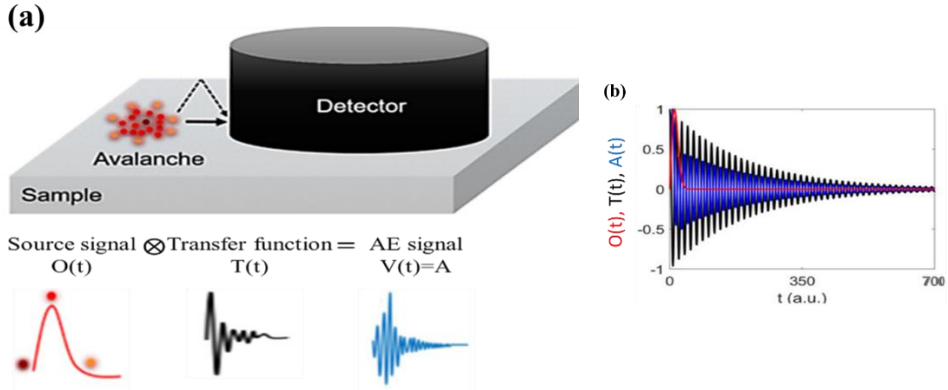 (a)
Detector
Avalanche
Sample
Source signal ⊗ Transfer function = AE signal
O(t) T(t) V(t)=A
(b)
O(t), T(t), A(t)
1
0.5
0
-0.5
-1
0 350 700
t (a.u.)